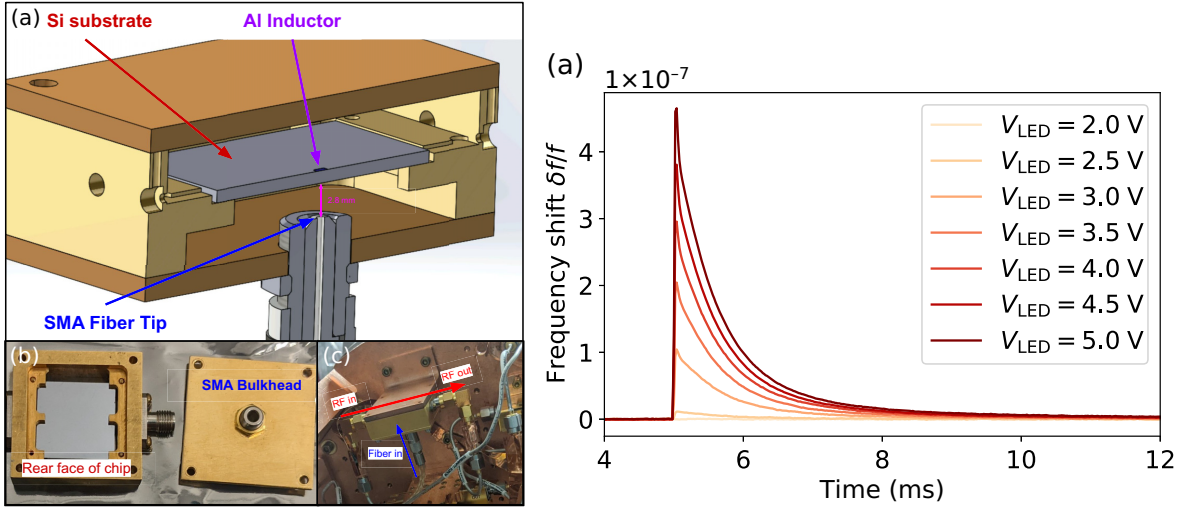 (a)
Si substrate
Al Inductor
SMA Fiber Tip
(b)
SMA Bulkhead
Rear face of chip
(c)
RF in
RF out
Fiber in
(a)
1×10⁻⁷
Frequency shift δf/f
4
3
2
1
0
4 6 8 10 12
Time (ms)
V_LED = 2.0 V
V_LED = 2.5 V
V_LED = 3.0 V
V_LED = 3.5 V
V_LED = 4.0 V
V_LED = 4.5 V
V_LED = 5.0 V